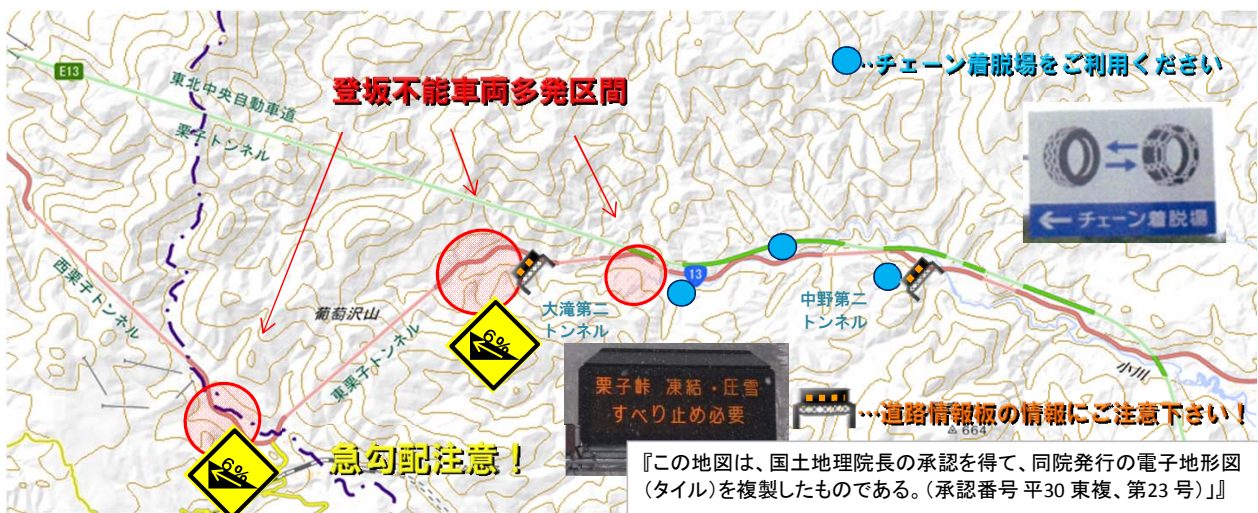 E13
東北中央自動車道
栗子トンネル
登坂不能車両多発区間
…チェーン着脱場をご利用ください
← チェーン着脱場
西栗子トンネル
葡萄沢山
東栗子トンネル
6%
大滝第二
トンネル
13
中野第二
トンネル
小川
栗子峠 凍結・圧雪
すべり止め必要
…道路情報板の情報にご注意下さい！
664
6%
急勾配注意！
『この地図は、国土地理院長の承認を得て、同院発行の電子地形図
（タイル）を複製したものである。（承認番号 平30 東複、第23 号）」』